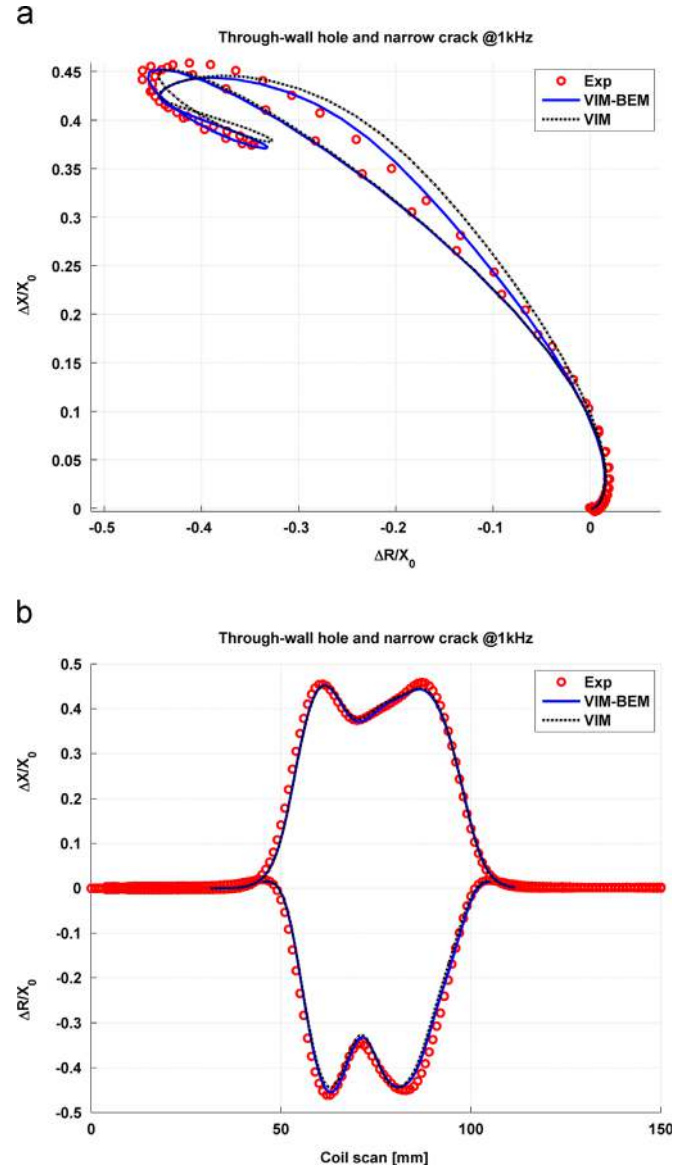 a
Through-wall hole and narrow crack @1kHz
Exp
VIM-BEM
VIM
0.45
0.4
0.35
0.3
0.25
0.2
0.15
0.1
0.05
0
ΔX/X₀
-0.5
-0.4
-0.3
-0.2
-0.1
0
ΔR/X₀
b
Through-wall hole and narrow crack @1kHz
Exp
VIM-BEM
VIM
0.5
0.4
0.3
0.2
0.1
0
-0.1
-0.2
-0.3
-0.4
-0.5
ΔX/X₀
ΔR/X₀
0
50
100
150
Coil scan [mm]